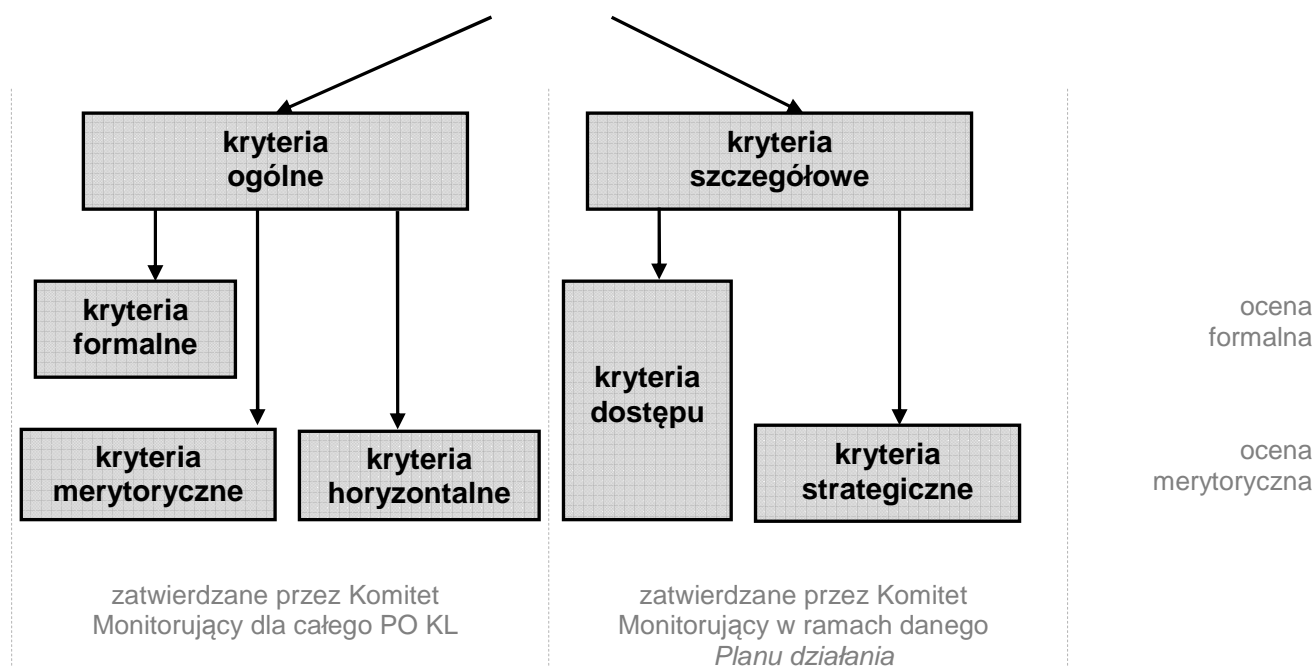 kryteria
ogólne
kryteria
szczegółowe
kryteria
formalne
kryteria
dostępu
ocena
formalna
kryteria
merytoryczne
kryteria
horyzontalne
kryteria
strategiczne
ocena
merytoryczna
zatwierdzane przez Komitet
Monitorujący dla całego PO KL
zatwierdzane przez Komitet
Monitorujący w ramach danego
Planu działania